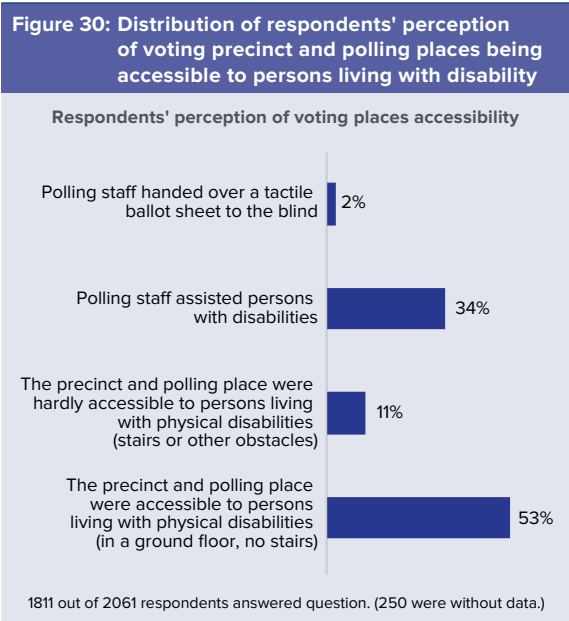 Figure 30: Distribution of respondents' perception
of voting precinct and polling places being
accessible to persons living with disability
Respondents' perception of voting places accessibility
Polling staff handed over a tactile
ballot sheet to the blind
2%
Polling staff assisted persons
with disabilities
34%
The precinct and polling place were
hardly accessible to persons living
with physical disabilities
(stairs or other obstacles)
11%
The precinct and polling place
were accessible to persons
living with physical disabilities
(in a ground floor, no stairs)
53%
1811 out of 2061 respondents answered question. (250 were without data.)